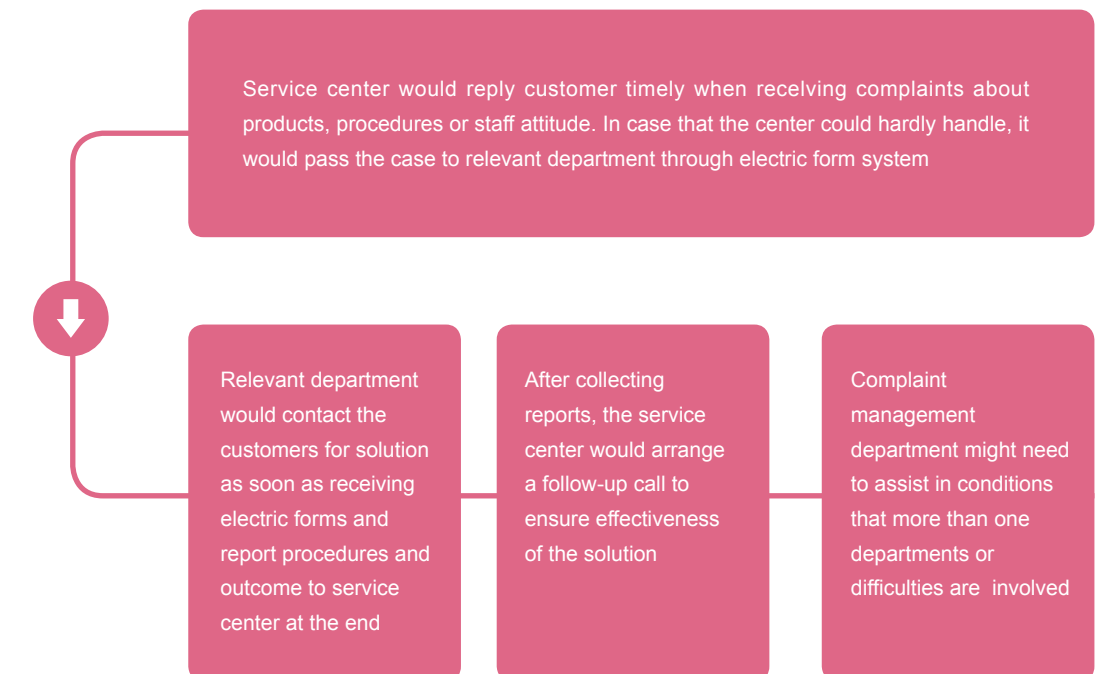 Service center would reply customer timely when receiving complaints about
products, procedures or staff attitude. In case that the center could hardly handle, it
would pass the case to relevant department through electric form system
Relevant department
would contact the
customers for solution
as soon as receiving
electric forms and
report procedures and
outcome to service
center at the end
After collecting
reports, the service
center would arrange
a follow-up call to
ensure effectiveness
of the solution
Complaint
management
department might need
to assist in conditions
that more than one
departments or
difficulties are involved